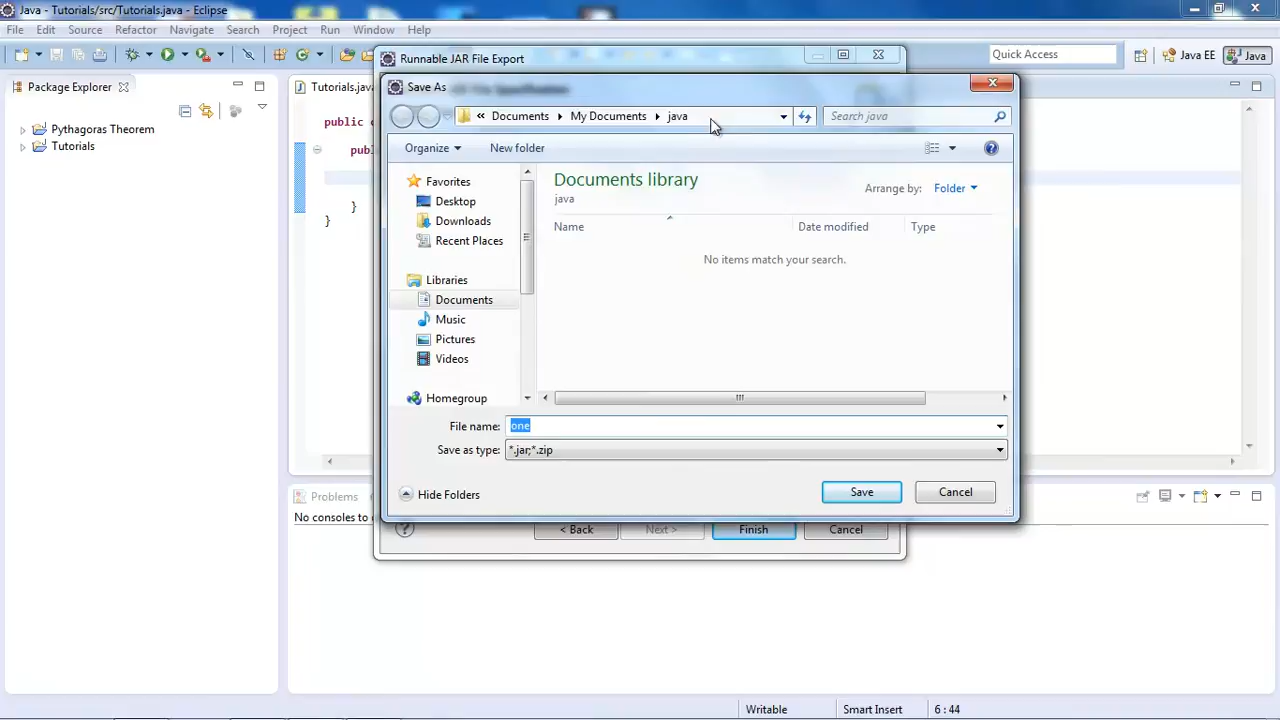 Java - Tutorials/src/Tutorials.java - Eclipse
File Edit Source Refactor Navigate Search Project Run Window Help
Quick Access Java EE Java
Runnable JAR File Export
Package Explorer
Tutorials.java
Save As
Documents My Documents java
Search java
public
Pythagoras Theorem
Tutorials
Organize New folder
Favorites
Desktop
Downloads
Recent Places
Libraries
Documents
Music
Pictures
Videos
Homegroup
Documents library
java
Arrange by: Folder
Name Date modified Type
No items match your search.
}
}
File name: one
Save as type: *.jar;*.zip
Hide Folders
Save Cancel
Problems
No consoles to
< Back Next > Finish Cancel
Writable Smart Insert 6 : 44